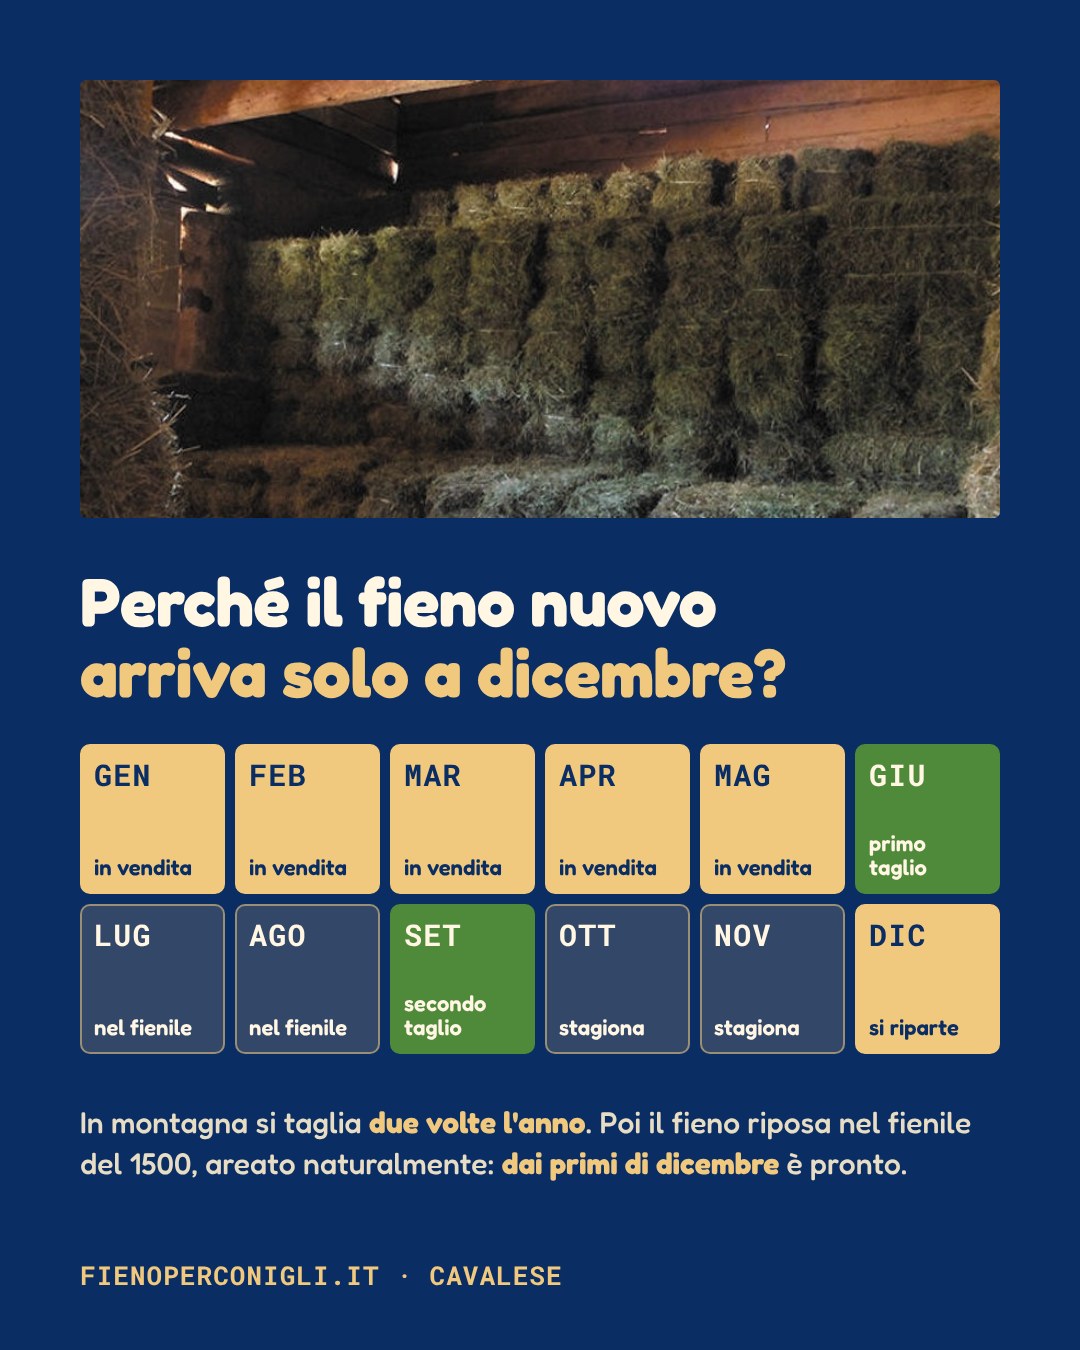 Perché il fieno nuovo
arriva solo a dicembre?
GEN
in vendita
FEB
in vendita
MAR
in vendita
APR
in vendita
MAG
in vendita
GIU
primo
taglio
LUG
nel fienile
AGO
nel fienile
SET
secondo
taglio
OTT
stagiona
NOV
stagiona
DIC
si riparte
In montagna si taglia due volte l'anno. Poi il fieno riposa nel fienile
del 1500, areato naturalmente: dai primi di dicembre è pronto.
FIENOPERCONIGLI.IT · CAVALESE